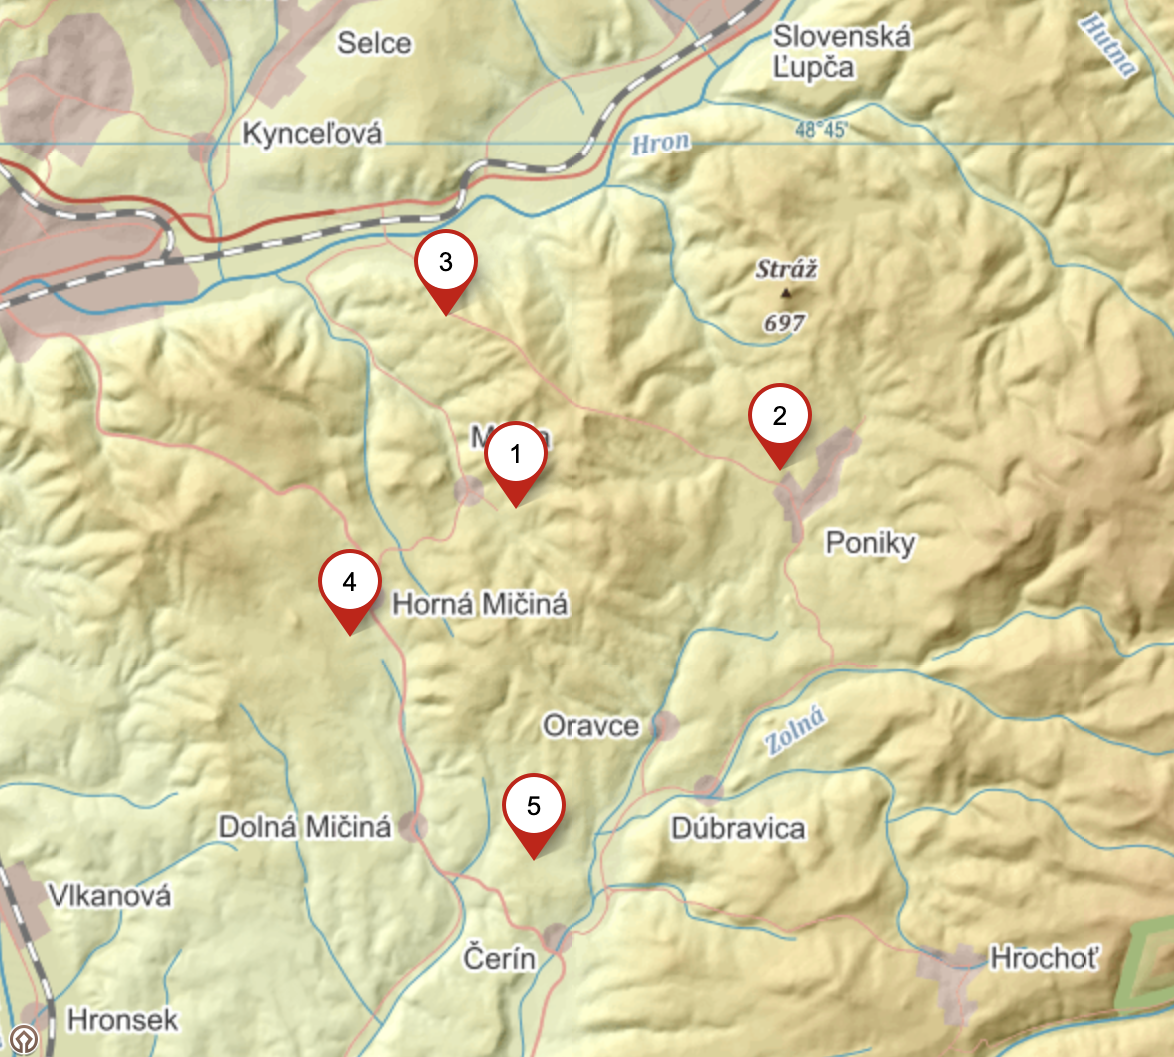 Selce
Slovenská
Ľupča
Hutná
Kynceľová
48°45'
Hron
3
Stráž
697
2
1
Poniky
4
Horná Mičiná
Oravce
Zolná
5
Dolná Mičiná
Dúbravica
Vlkanová
Čerín
Hrochoť
Hronsek